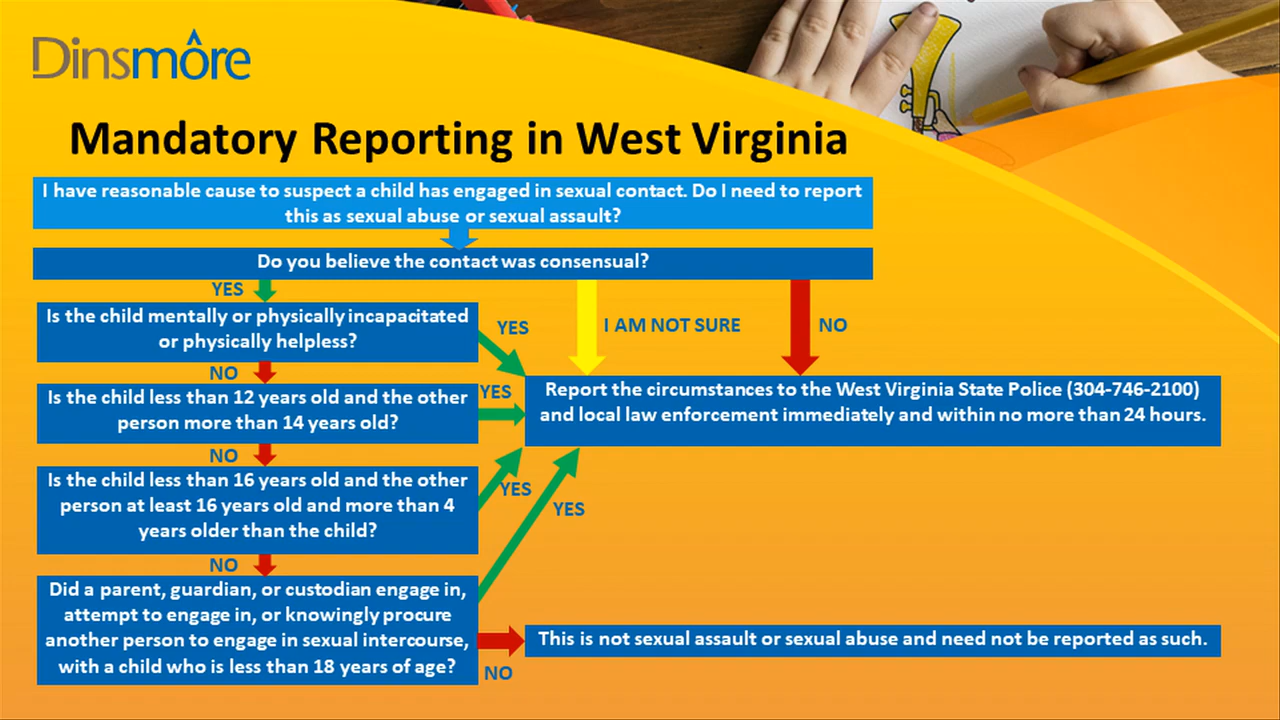 Dinsmôre
Mandatory Reporting in West Virginia
I have reasonable cause to suspect a child has engaged in sexual contact. Do I need to report
this as sexual abuse or sexual assault?
Do you believe the contact was consensual?
YES
I AM NOT SURE
NO
Is the child mentally or physically incapacitated
or physically helpless?
YES
NO
Is the child less than 12 years old and the other
person more than 14 years old?
YES
Report the circumstances to the West Virginia State Police (304-746-2100)
and local law enforcement immediately and within no more than 24 hours.
NO
Is the child less than 16 years old and the other
person at least 16 years old and more than 4
years older than the child?
YES
YES
NO
Did a parent, guardian, or custodian engage in,
attempt to engage in, or knowingly procure
another person to engage in sexual intercourse,
with a child who is less than 18 years of age?
NO
This is not sexual assault or sexual abuse and need not be reported as such.